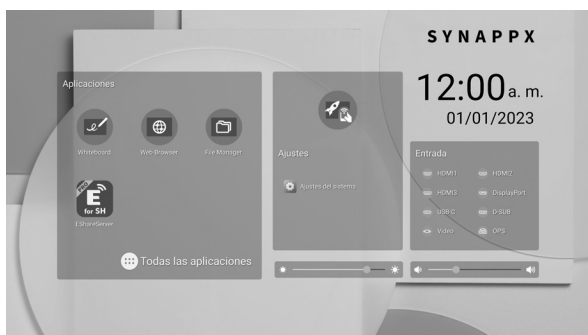 SYNAPPX
12:00 a. m.
01/01/2023
Aplicaciones
Whiteboard
Web Browser
File Manager
PRO
E
for SH
EShareServer
Todas las aplicaciones
Ajustes
Ajustes del sistema
Entrada
HDMI1
HDMI2
HDMI3
DisplayPort
USB-C
D-SUB
Video
OPS